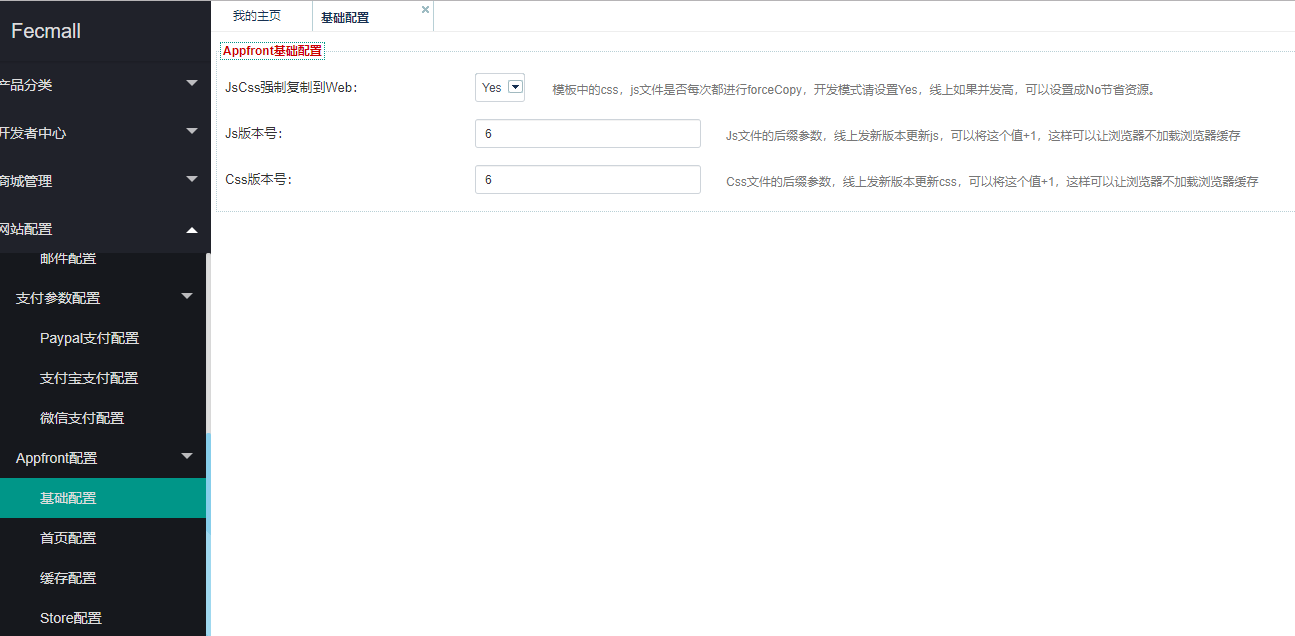 Fecmall
产品分类
开发者中心
商城管理
网站配置
邮件配置
支付参数配置
Paypal支付配置
支付宝支付配置
微信支付配置
Appfront配置
基础配置
首页配置
缓存配置
Store配置
我的主页
基础配置
Appfront基础配置
JsCss强制复制到Web: Yes 模板中的css，js文件是否每次都进行forceCopy，开发模式请设置Yes，线上如果并发高，可以设置成No节省资源。
Js版本号: 6 Js文件的后缀参数，线上发新版本更新js，可以将这个值+1，这样可以让浏览器不加载浏览器缓存
Css版本号: 6 Css文件的后缀参数，线上发新版本更新css，可以将这个值+1，这样可以让浏览器不加载浏览器缓存